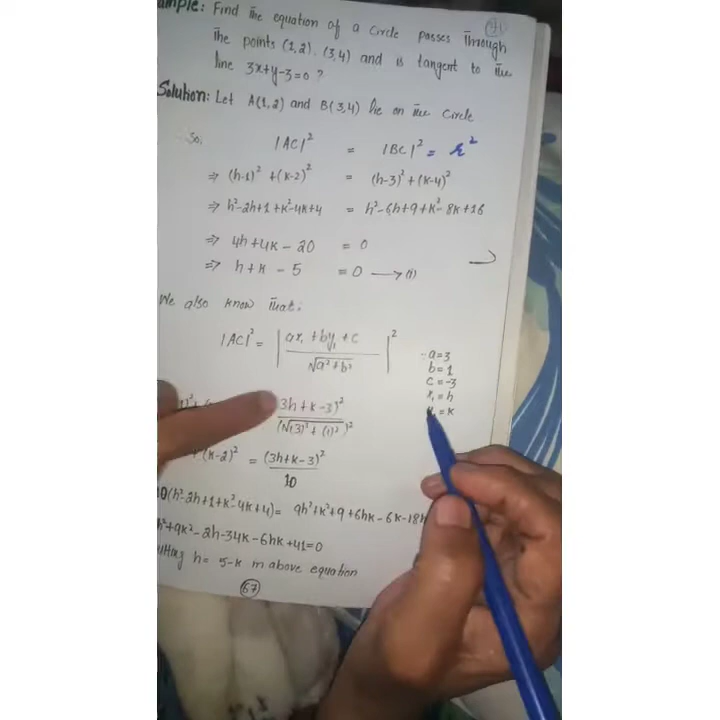 ample: Find the equation of a circle passes through
the points (1,2), (3,4) and is tangent to the
line 3x+y-3=0 ?
Solution: Let A(1,2) and B(3,4) lie on the circle
So, |AC|² = |BC|² = r²
⇒ (h-1)² + (k-2)² = (h-3)² + (k-4)²
⇒ h²-2h+1+k²-4k+4 = h²-6h+9+k²-8k+16
⇒ 4h+4k-20 = 0
⇒ h+k-5 = 0 → (1)
We also know that:
|AC|² = | ax₁+by₁+c / √a²+b² |²
a=3
b=1
c=-3
x₁=h
y₁=k
3h+k-3)² / (√(3)²+(1)²)²
(k-2)² = (3h+k-3)² / 10
10(h²-2h+1+k²-4k+4) = 9h²+k²+9+6hk-6k-18h
h²+9k²-2h-34k-6hk+41=0
utting h=5-k in above equation
67